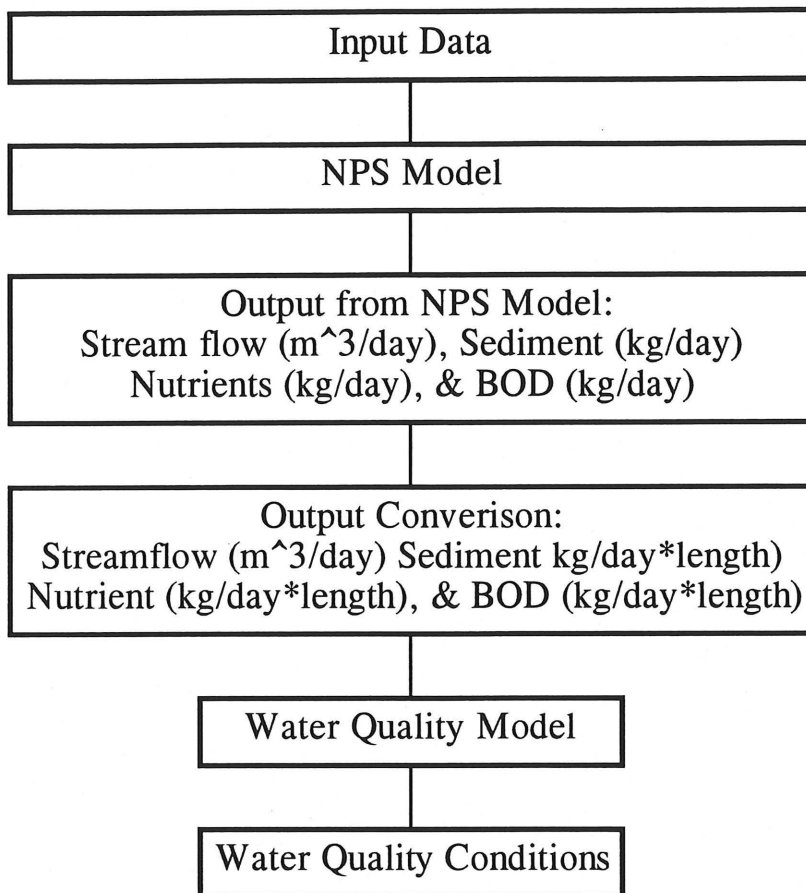 Input Data
NPS Model
Output from NPS Model:
Stream flow (m^3/day), Sediment (kg/day)
Nutrients (kg/day), & BOD (kg/day)
Output Converison:
Streamflow (m^3/day) Sediment kg/day*length)
Nutrient (kg/day*length), & BOD (kg/day*length)
Water Quality Model
Water Quality Conditions